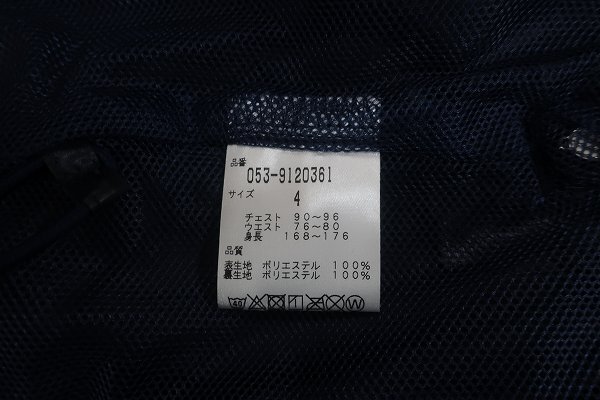 品番
053-9120361
サイズ
4
チェスト 90～96
ウエスト 76～80
身長 168～176
品質
表生地 ポリエステル 100%
裏生地 ポリエステル 100%
40 W